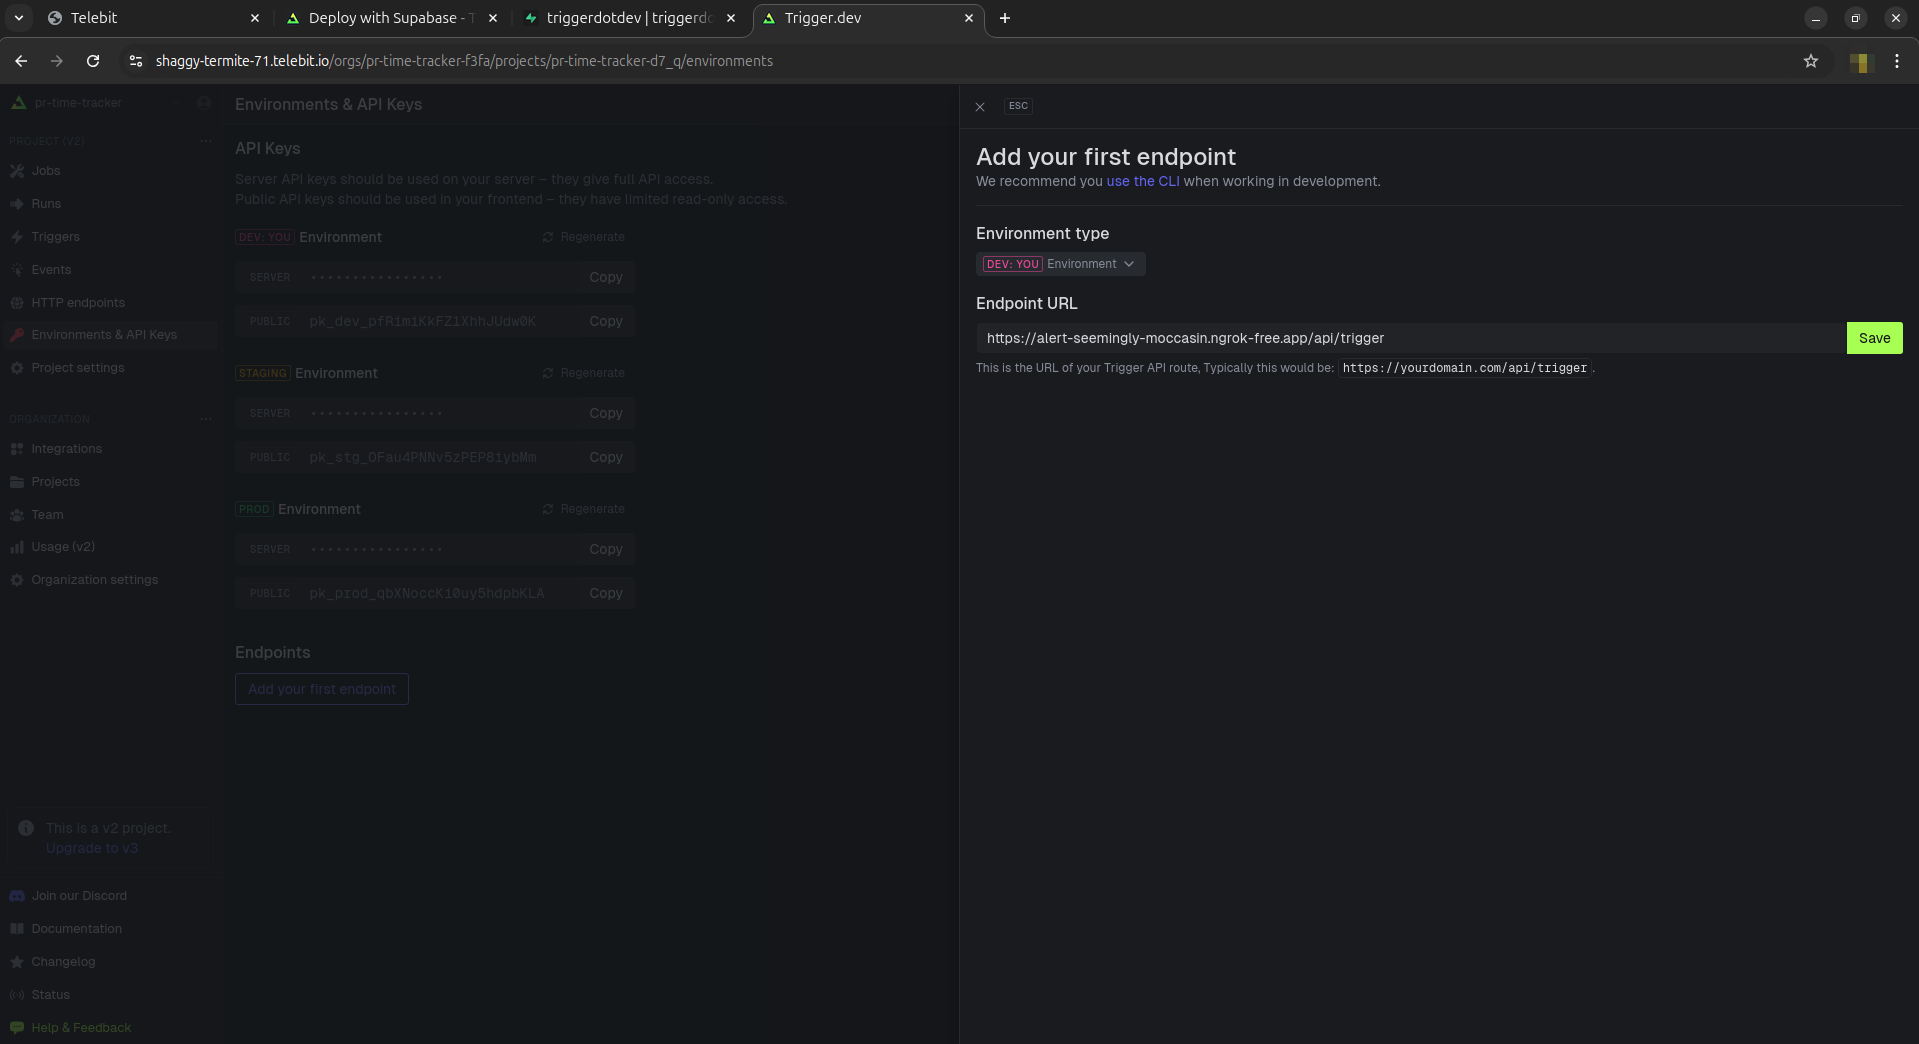 Telebit
Deploy with Supabase - T
triggerdotdev | triggerdo
Trigger.dev
shaggy-termite-71.telebit.io/orgs/pr-time-tracker-f3fa/projects/pr-time-tracker-d7_q/environments
pr-time-tracker
PROJECT (V2)
Jobs
Runs
Triggers
Events
HTTP endpoints
Environments & API Keys
Project settings
ORGANIZATION
Integrations
Projects
Team
Usage (v2)
Organization settings
This is a v2 project.
Upgrade to v3
Join our Discord
Documentation
Changelog
Status
Help & Feedback
Environments & API Keys
API Keys
Server API keys should be used on your server – they give full API access.
Public API keys should be used in your frontend – they have limited read-only access.
DEV: YOU Environment Regenerate
SERVER •••••••••••••••• Copy
PUBLIC pk_dev_pfRimiKkFZ1XhhJUdw0K Copy
STAGING Environment Regenerate
SERVER •••••••••••••••• Copy
PUBLIC pk_stg_OFau4PNNv5zPEP8iybMm Copy
PROD Environment Regenerate
SERVER •••••••••••••••• Copy
PUBLIC pk_prod_qbXNoccKi0uy5hdpbKLA Copy
Endpoints
Add your first endpoint
ESC
Add your first endpoint
We recommend you use the CLI when working in development.
Environment type
DEV: YOU Environment
Endpoint URL
https://alert-seemingly-moccasin.ngrok-free.app/api/trigger
Save
This is the URL of your Trigger API route, Typically this would be: https://yourdomain.com/api/trigger.